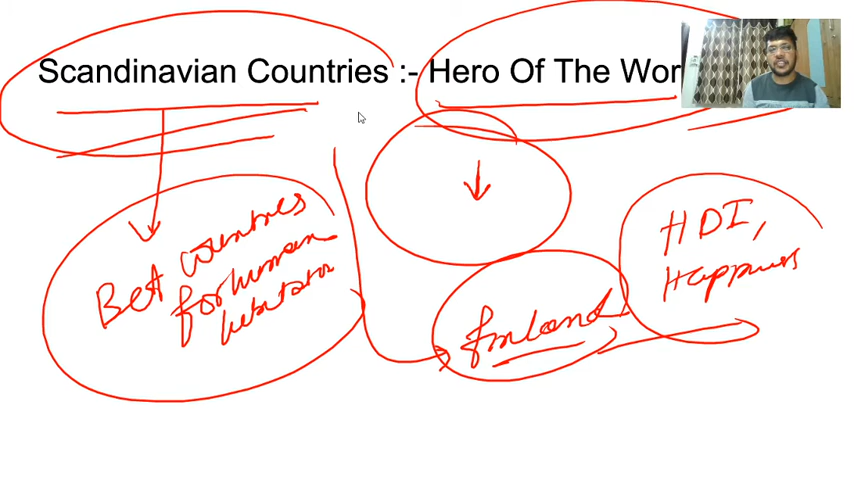 Scandinavian Countries :- Hero Of The Wor
Best countries
for human
habitation
finland
HDI,
Happiness